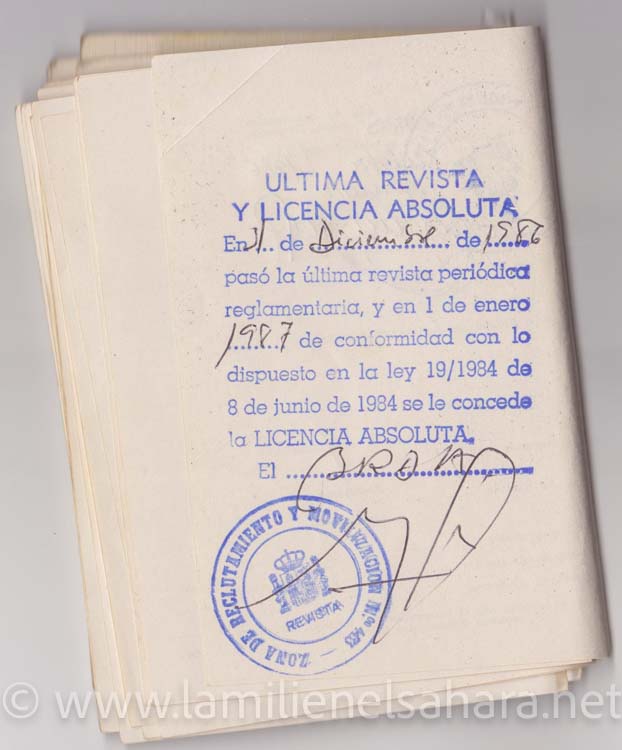 ULTIMA REVISTA
Y LICENCIA ABSOLUTA
En 31 de Diciembre de 1986
pasó la última revista periódica
reglamentaria, y en 1 de enero
1987 de conformidad con lo
dispuesto en la ley 19/1984 de
8 de junio de 1984 se le concede
la LICENCIA ABSOLUTA.
El
ZONA DE RECLUTAMIENTO Y MOVILIZACION
REVISTA
© www.lamilienelsahara.net